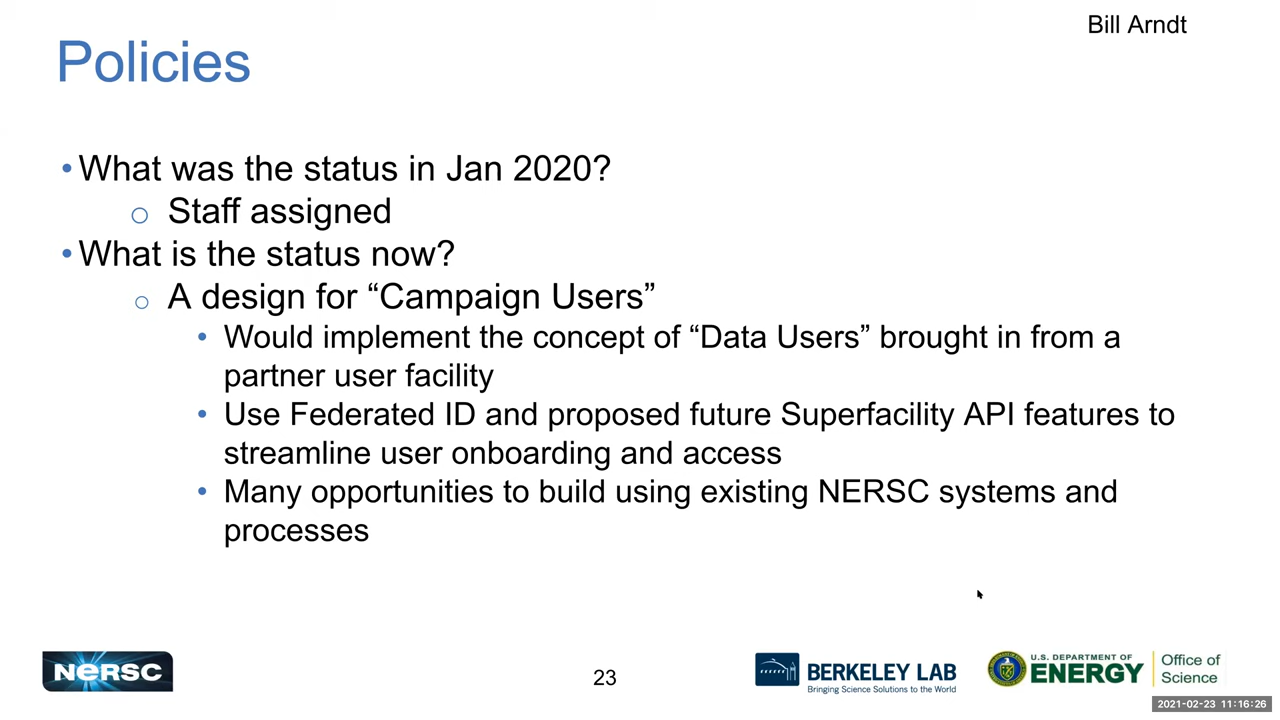 Bill Arndt
Policies
• What was the status in Jan 2020?
o Staff assigned
• What is the status now?
o A design for “Campaign Users”
• Would implement the concept of “Data Users” brought in from a
partner user facility
• Use Federated ID and proposed future Superfacility API features to
streamline user onboarding and access
• Many opportunities to build using existing NERSC systems and
processes
NERSC
23
BERKELEY LAB
Bringing Science Solutions to the World
U.S. DEPARTMENT OF
ENERGY
Office of
Science
2021-02-23 11:16:26